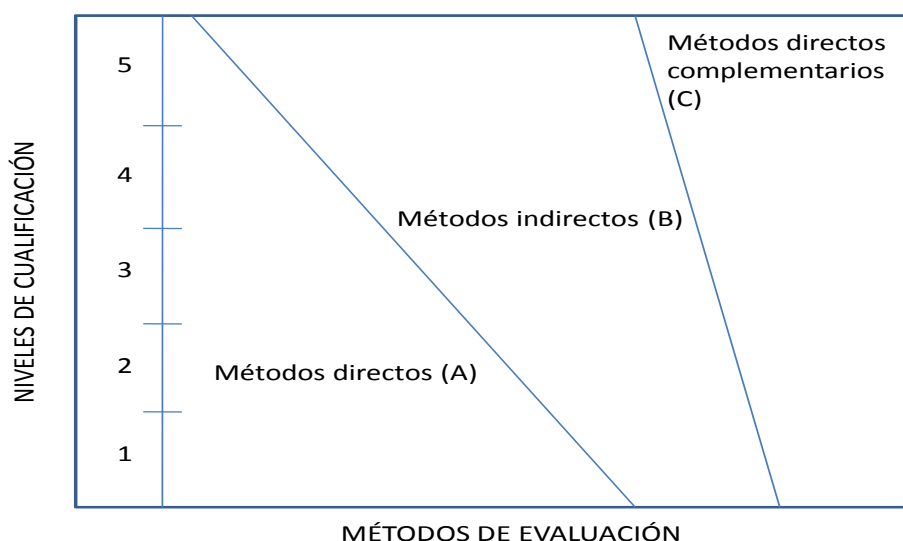 Métodos directos
complementarios
(C)
5
4
Métodos indirectos (B)
3
2
Métodos directos (A)
1
NIVELES DE CUALIFICACIÓN
MÉTODOS DE EVALUACIÓN